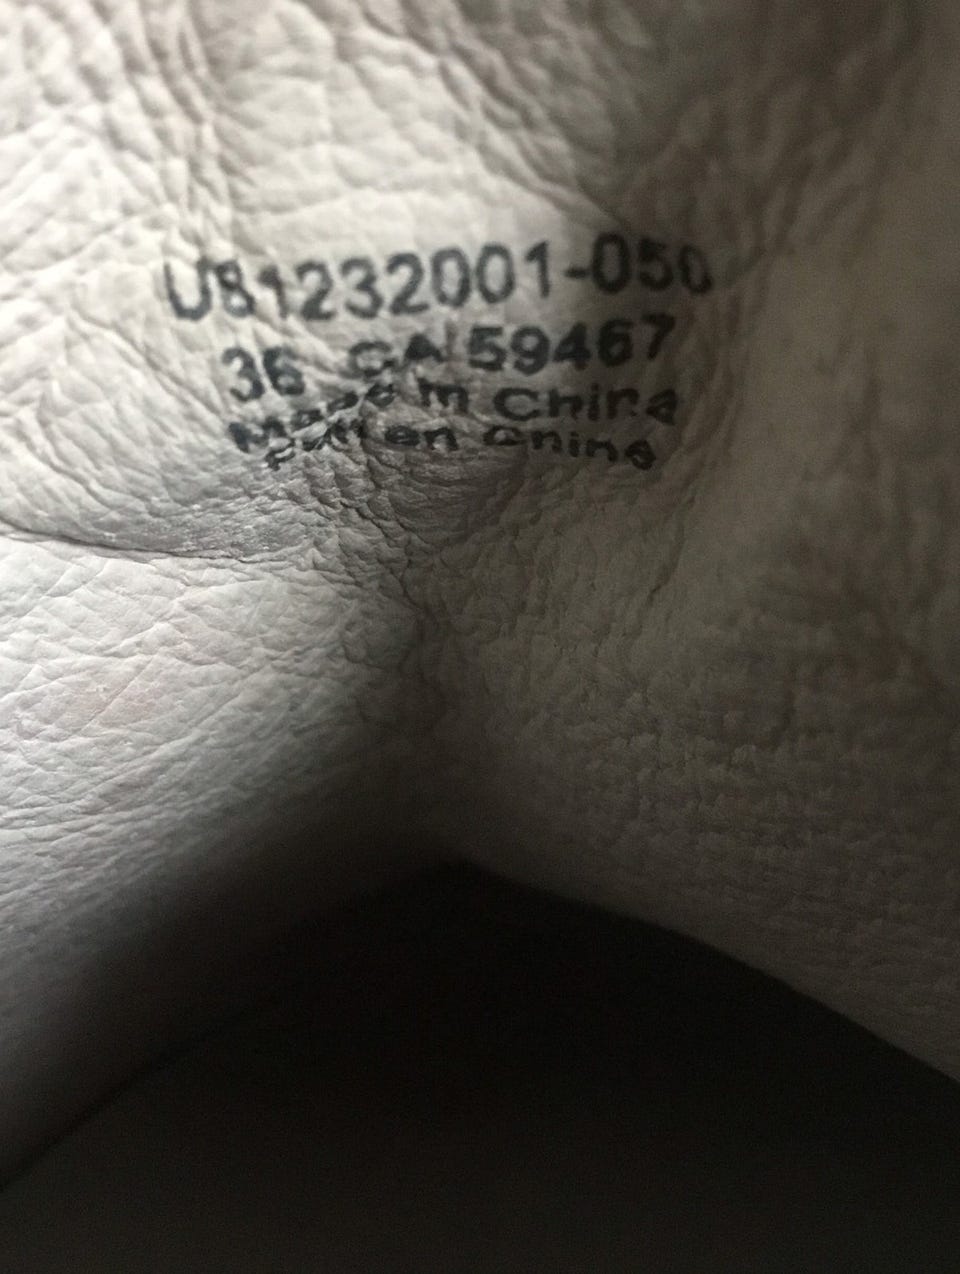 U81232001-050
36 CA 59467
Made in China
Fait en Chine